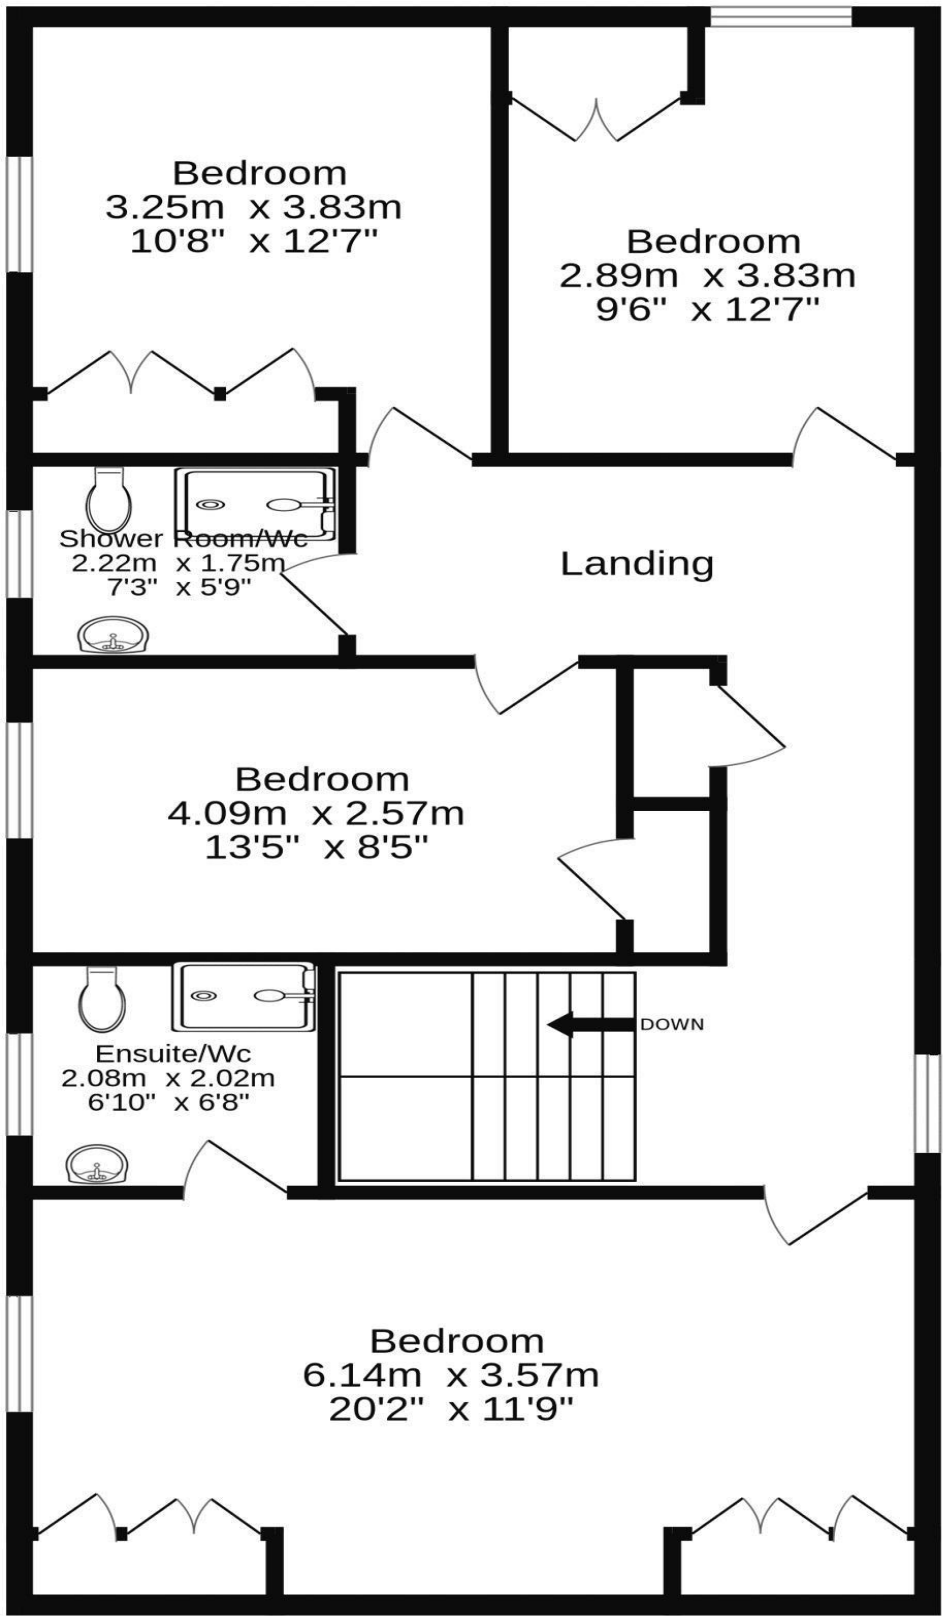 Bedroom
3.25m x 3.83m
10'8" x 12'7"
Bedroom
2.89m x 3.83m
9'6" x 12'7"
Shower Room/Wc
2.22m x 1.75m
7'3" x 5'9"
Landing
Bedroom
4.09m x 2.57m
13'5" x 8'5"
DOWN
Ensuite/Wc
2.08m x 2.02m
6'10" x 6'8"
Bedroom
6.14m x 3.57m
20'2" x 11'9"